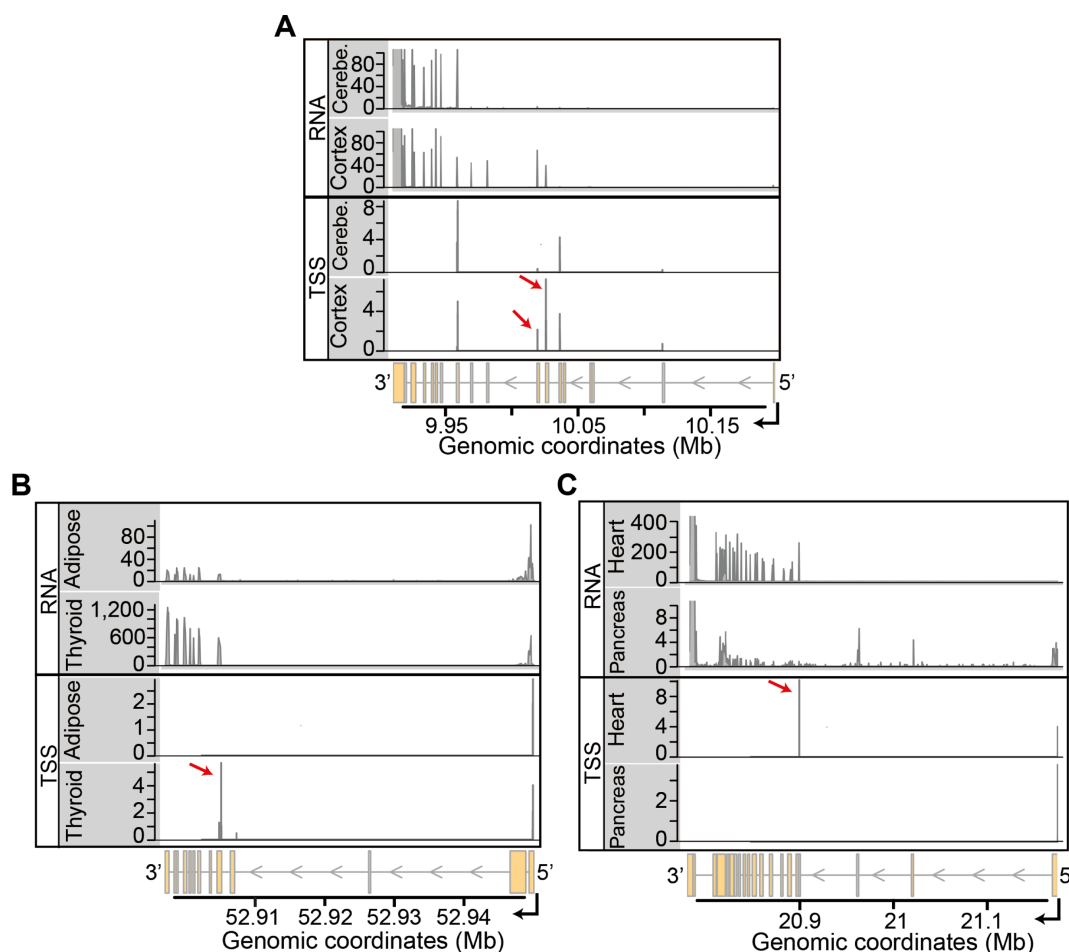 A
RNA
Cerebe.
80
40
0
Cortex
80
40
0
TSS
Cerebe.
8
4
0
Cortex
4
0
3’
5’
9.95
10.05
10.15
Genomic coordinates (Mb)
B
RNA
Adipose
80
40
0
Thyroid
1,200
600
0
TSS
Adipose
2
1
0
Thyroid
4
2
0
3’
5’
52.91
52.92
52.93
52.94
Genomic coordinates (Mb)
C
RNA
Heart
400
200
0
Pancreas
8
4
0
TSS
Heart
8
4
0
Pancreas
2
0
3’
5’
20.9
21
21.1
Genomic coordinates (Mb)